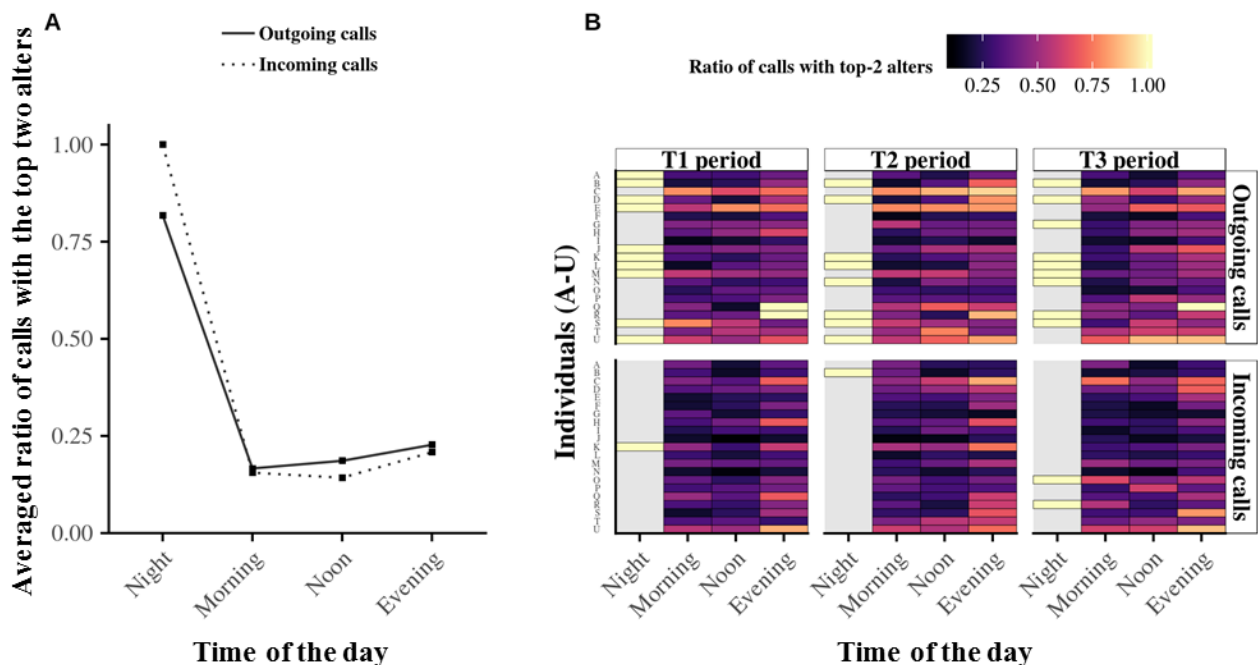 A
Outgoing calls
Incoming calls
Averaged ratio of calls with the top two alters
1.00
0.75
0.50
0.25
0.00
Night
Morning
Noon
Evening
Time of the day
B
Ratio of calls with top-2 alters
0.25 0.50 0.75 1.00
T1 period T2 period T3 period
Individuals (A-U)
A
B
C
D
E
F
G
H
I
J
K
L
M
N
O
P
Q
R
S
T
U
Outgoing calls
A
B
C
D
E
F
G
H
I
J
K
L
M
N
O
P
Q
R
S
T
U
Incoming calls
Night Morning Noon Evening Night Morning Noon Evening Night Morning Noon Evening
Time of the day